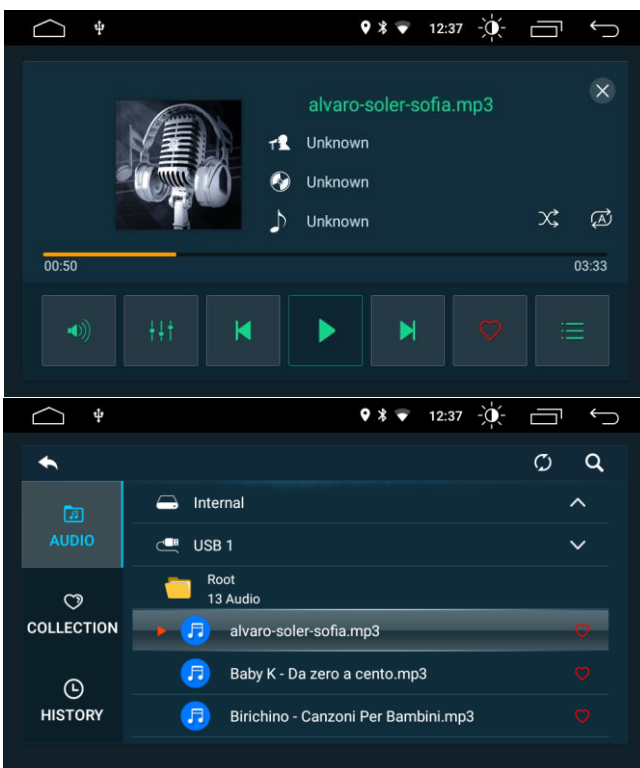 12:37
alvaro-soler-sofia.mp3
Unknown
Unknown
Unknown
A
00:50
03:33
12:37
Internal
AUDIO
USB 1
Root
13 Audio
COLLECTION
alvaro-soler-sofia.mp3
Baby K - Da zero a cento.mp3
HISTORY
Birichino - Canzoni Per Bambini.mp3